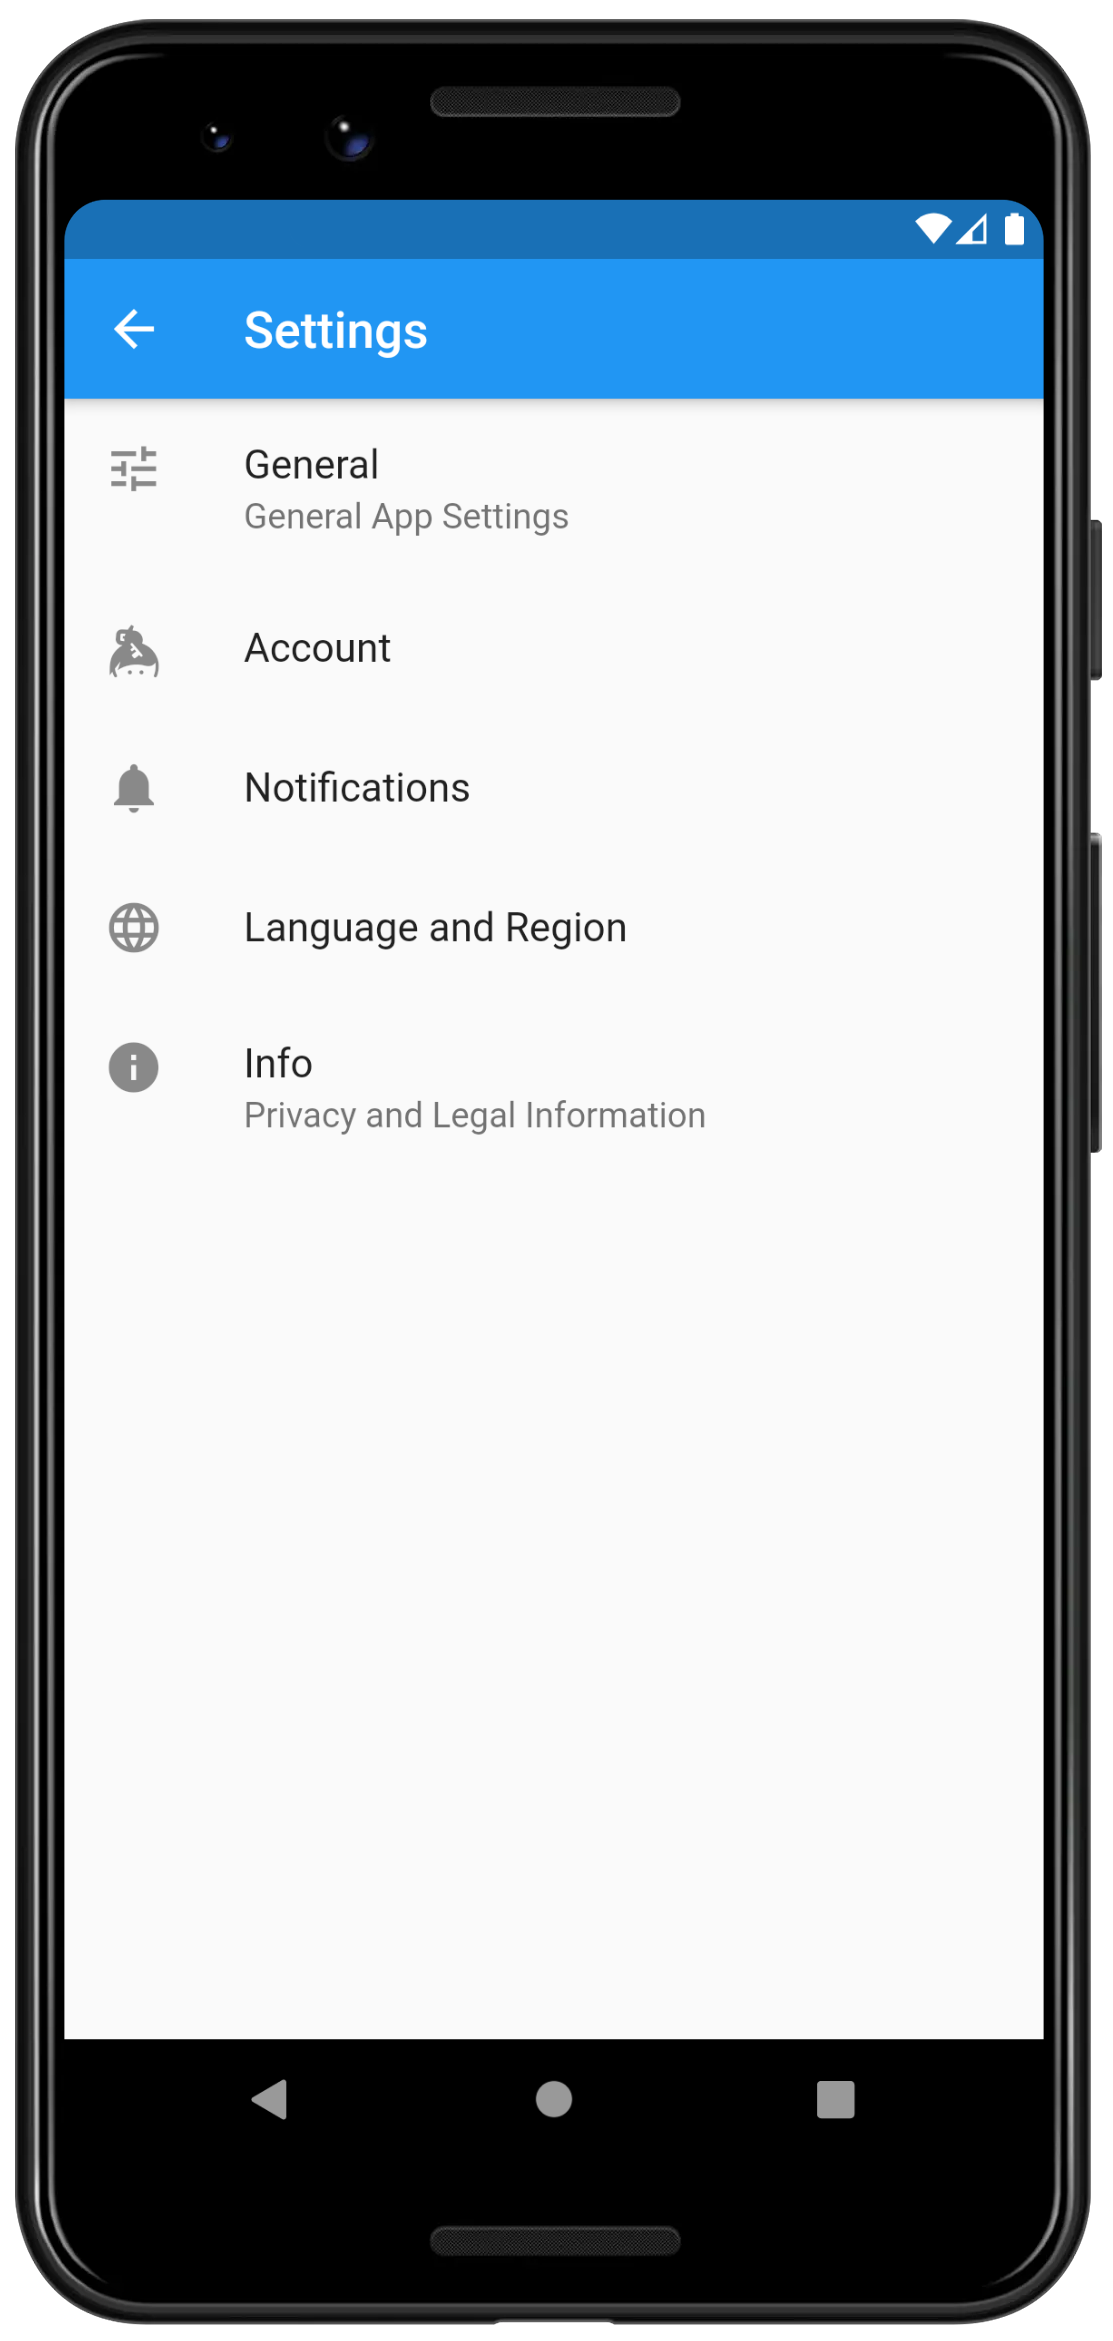 Settings
General
General App Settings
Account
Notifications
Language and Region
Info
Privacy and Legal Information